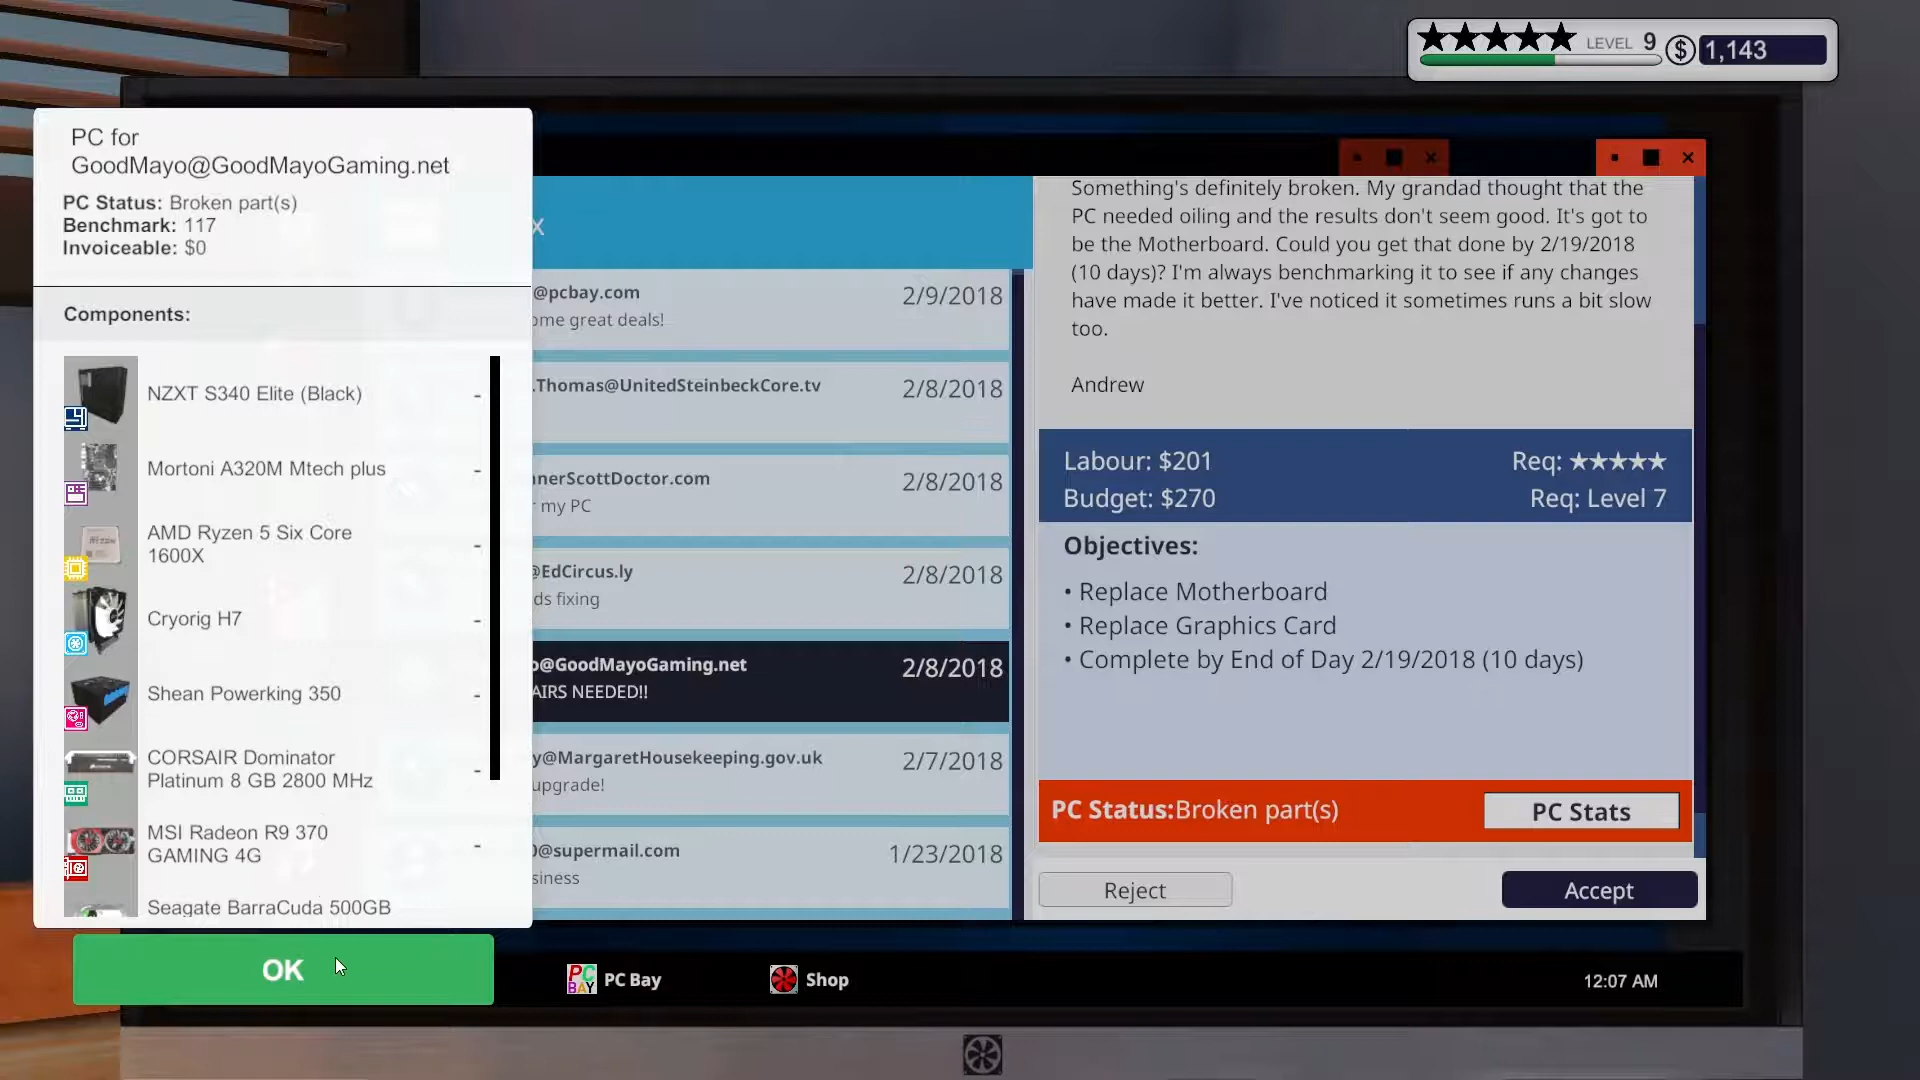 ★★★★★ LEVEL 9 $ 1,143
PC for
GoodMayo@GoodMayoGaming.net
PC Status: Broken part(s)
Benchmark: 117
Invoiceable: $0
Components:
NZXT S340 Elite (Black) -
Mortoni A320M Mtech plus -
AMD Ryzen 5 Six Core
1600X -
Cryorig H7 -
Shean Powerking 350 -
CORSAIR Dominator
Platinum 8 GB 2800 MHz -
MSI Radeon R9 370
GAMING 4G -
Seagate BarraCuda 500GB
OK
x
@pcbay.com 2/9/2018
ome great deals!
.Thomas@UnitedSteinbeckCore.tv 2/8/2018
nnerScottDoctor.com 2/8/2018
r my PC
@EdCircus.ly 2/8/2018
ds fixing
o@GoodMayoGaming.net 2/8/2018
AIRS NEEDED!!
y@MargaretHousekeeping.gov.uk 2/7/2018
upgrade!
0@supermail.com 1/23/2018
siness
Something's definitely broken. My grandad thought that the
PC needed oiling and the results don't seem good. It's got to
be the Motherboard. Could you get that done by 2/19/2018
(10 days)? I'm always benchmarking it to see if any changes
have made it better. I've noticed it sometimes runs a bit slow
too.
Andrew
Labour: $201 Req: ★★★★★
Budget: $270 Req: Level 7
Objectives:
• Replace Motherboard
• Replace Graphics Card
• Complete by End of Day 2/19/2018 (10 days)
PC Status:Broken part(s) PC Stats
Reject Accept
PC BAY PC Bay Shop 12:07 AM